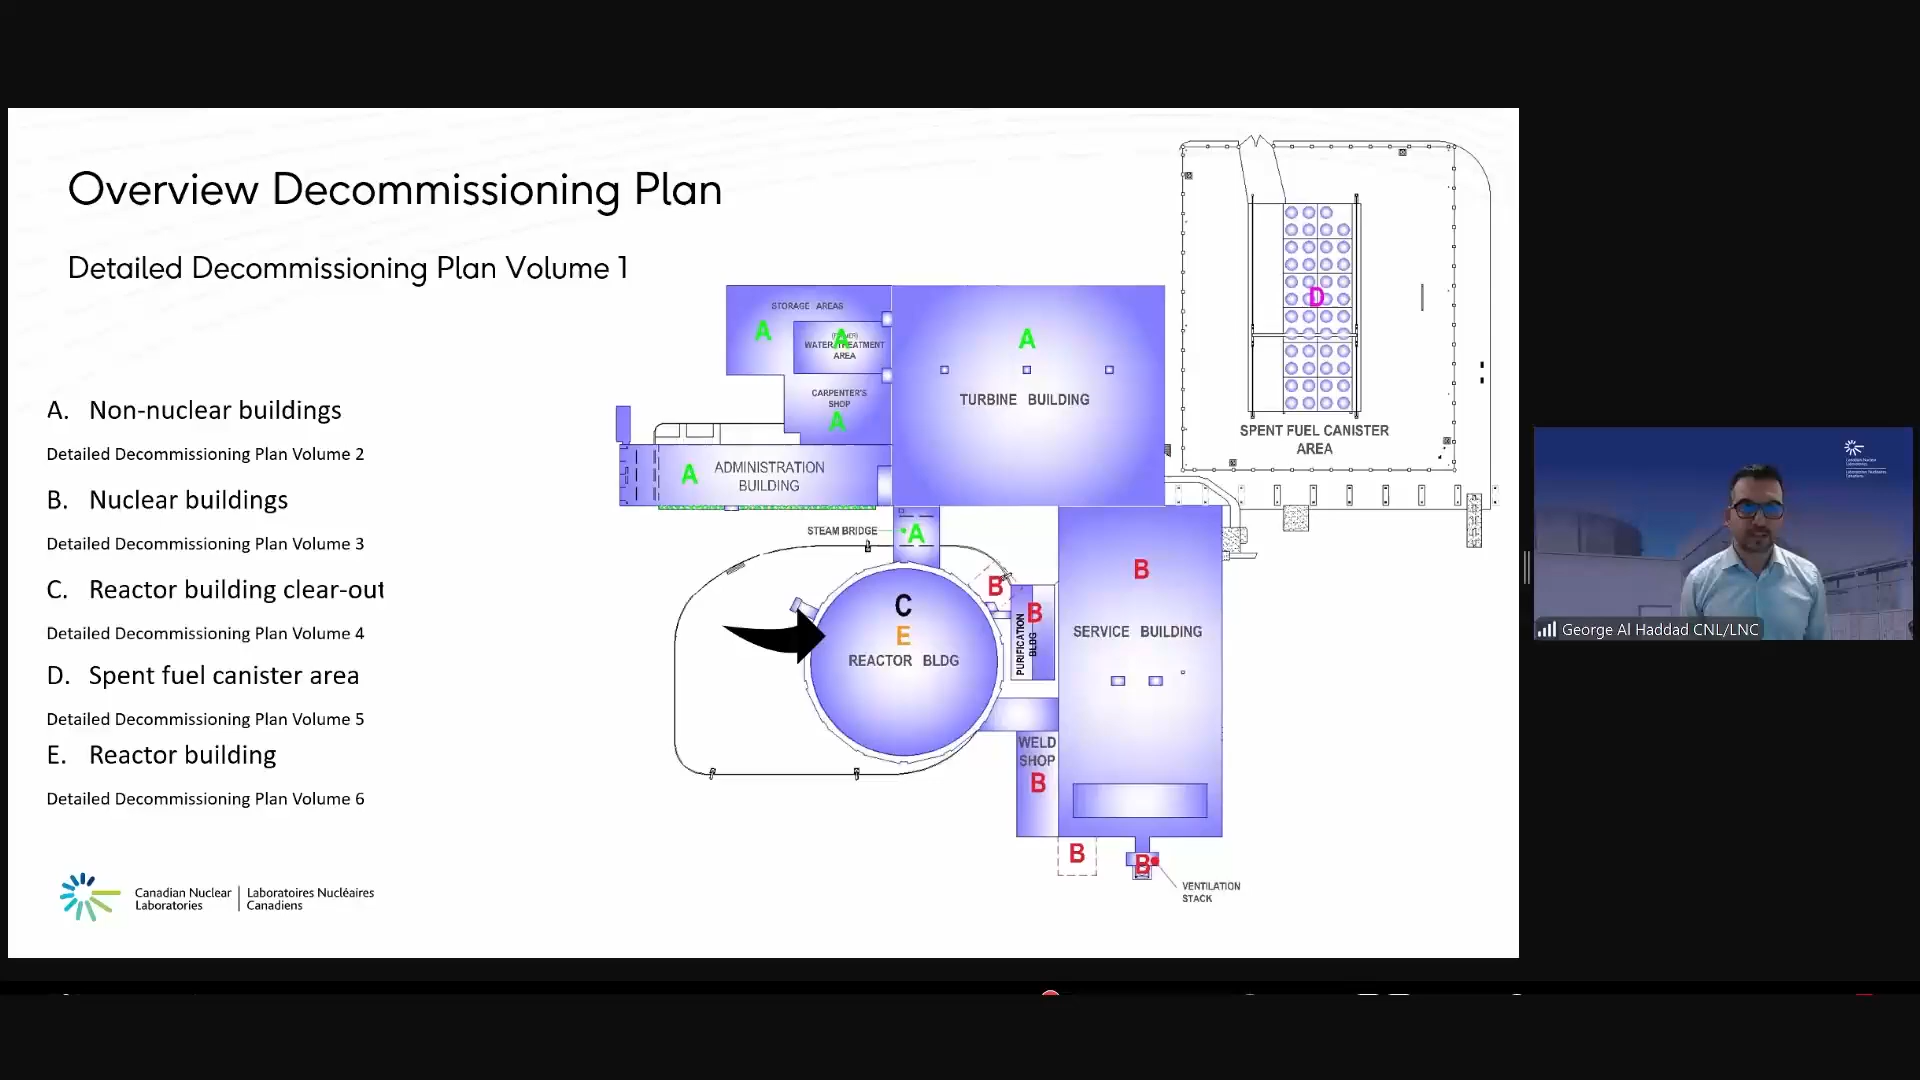 Overview Decommissioning Plan
Detailed Decommissioning Plan Volume 1
A. Non-nuclear buildings
Detailed Decommissioning Plan Volume 2
B. Nuclear buildings
Detailed Decommissioning Plan Volume 3
C. Reactor building clear-out
Detailed Decommissioning Plan Volume 4
D. Spent fuel canister area
Detailed Decommissioning Plan Volume 5
E. Reactor building
Detailed Decommissioning Plan Volume 6
Canadian Nuclear
Laboratories
Laboratoires Nucléaires
Canadiens
STORAGE AREAS
A
A
WATER TREATMENT
AREA
CARPENTER'S
SHOP
A
A
TURBINE BUILDING
A
ADMINISTRATION
BUILDING
STEAM BRIDGE
A
C
E
REACTOR BLDG
B
B
PURIFICATION
BLDG
B
SERVICE BUILDING
WELD
SHOP
B
B
B
VENTILATION
STACK
D
SPENT FUEL CANISTER
AREA
George Al Haddad CNL/LNC